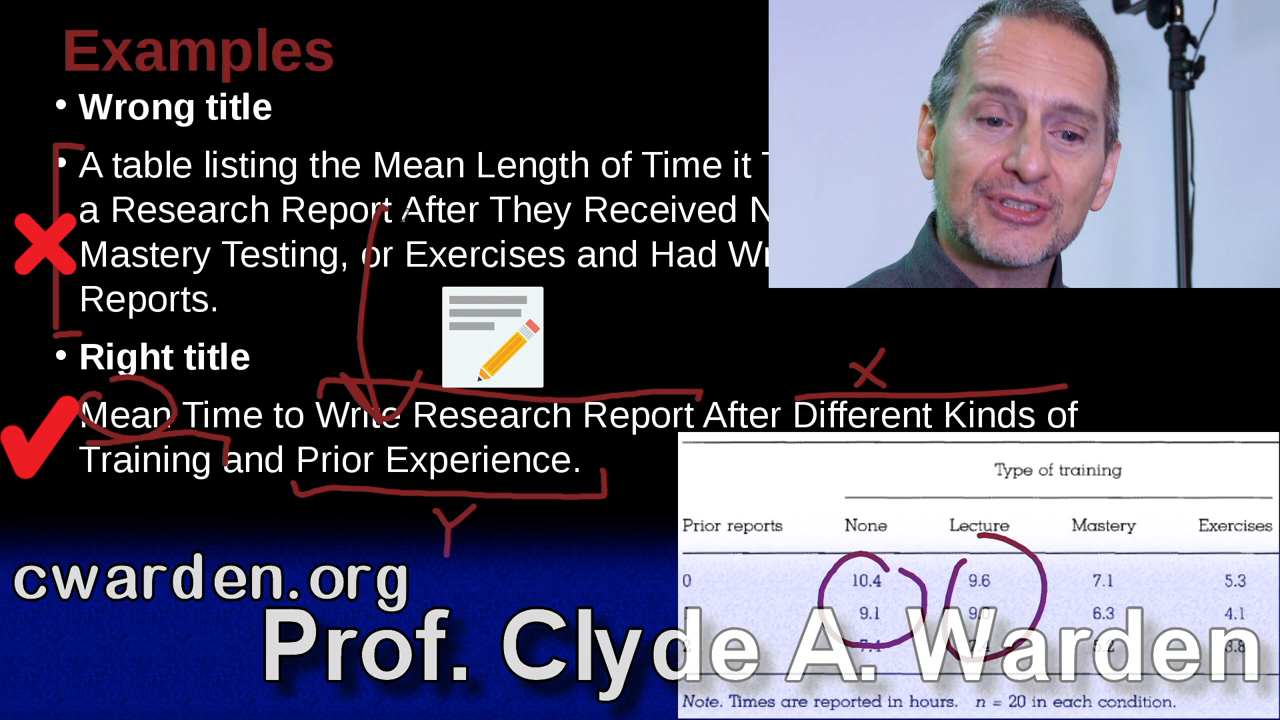 Examples
• Wrong title
• A table listing the Mean Length of Time it
a Research Report After They Received
Mastery Testing, or Exercises and Had
Reports.
• Right title
Mean Time to Write Research Report After Different Kinds of
Training and Prior Experience.
X
Y
Type of training
Prior reports None Lecture Mastery Exercises
0 10.4 9.6 7.1 5.3
9.1 6.3 4.1
5.2 3.8
Note. Times are reported in hours. n = 20 in each condition.
cwarden.org
Prof. Clyde A. Warden